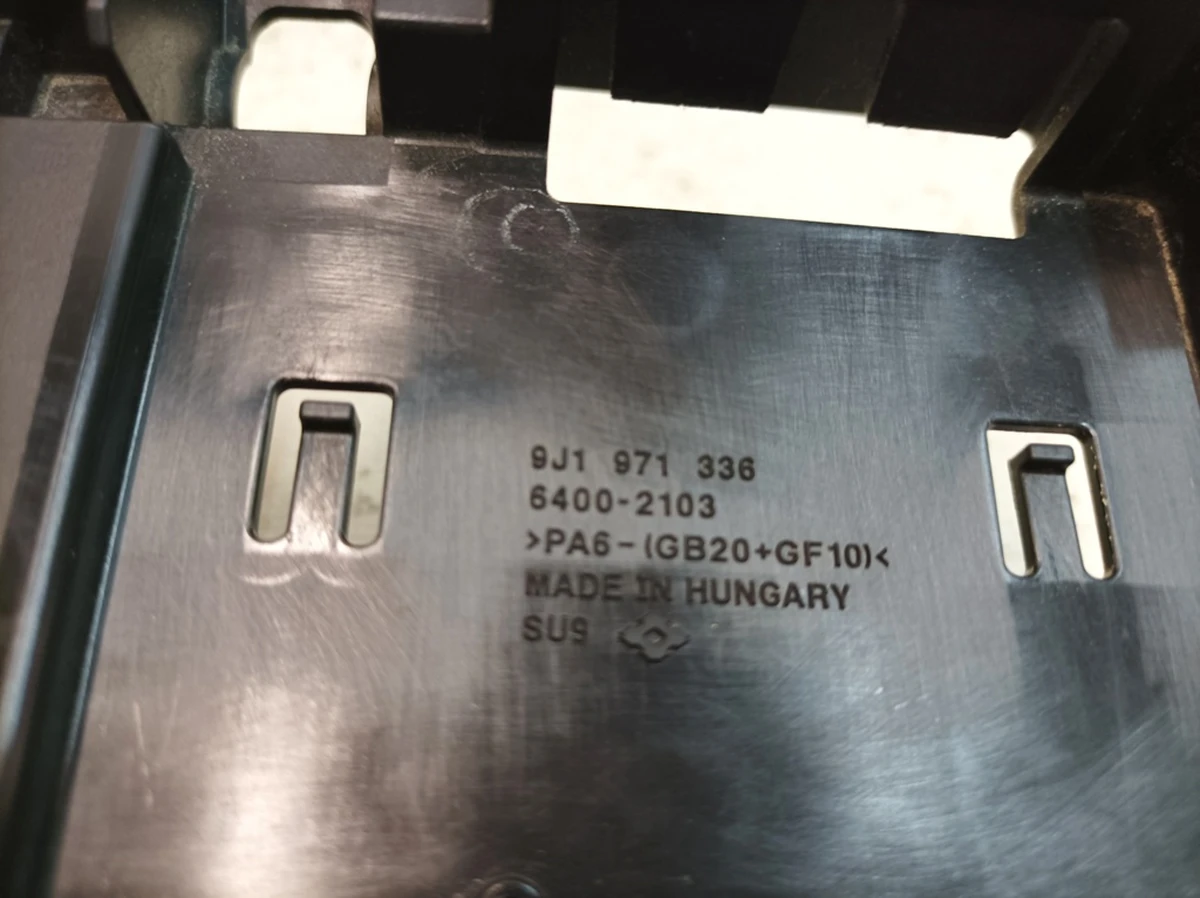 9J1 971 336
6400-2103
>PA6-(GB20+GF10)<
MADE IN HUNGARY
SU9